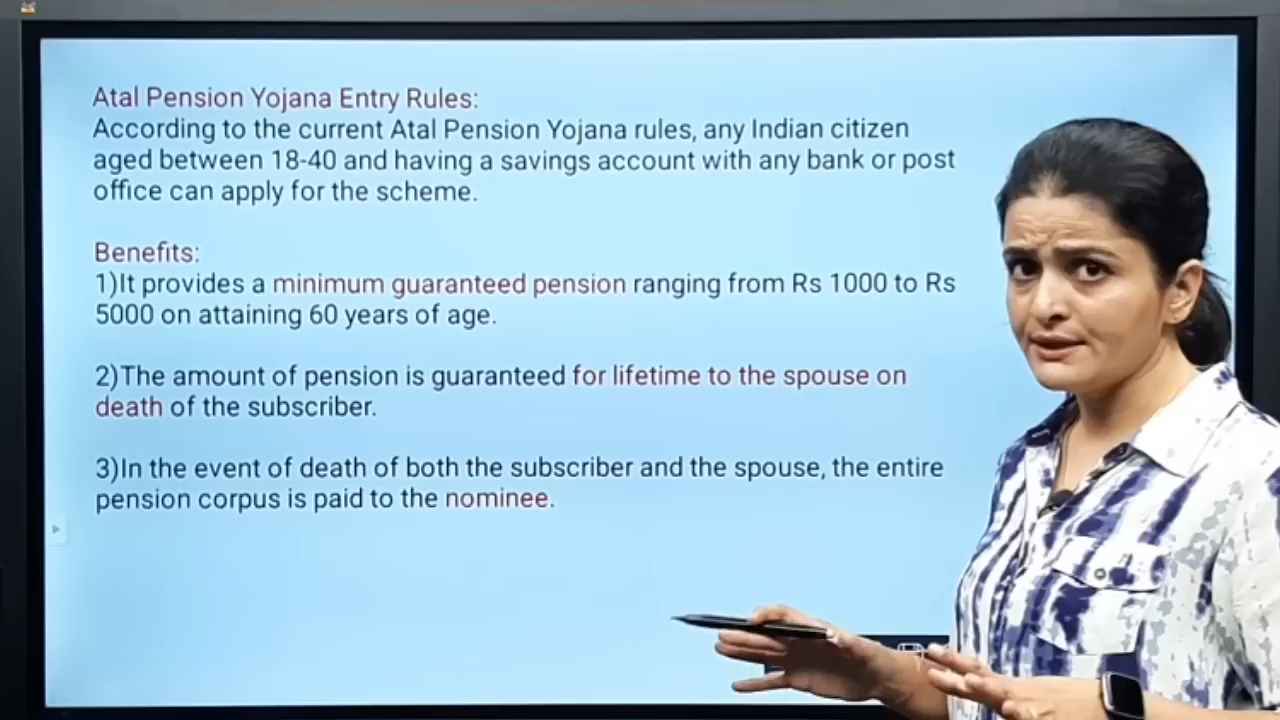 Atal Pension Yojana Entry Rules:
According to the current Atal Pension Yojana rules, any Indian citizen
aged between 18-40 and having a savings account with any bank or post
office can apply for the scheme.
Benefits:
1)It provides a minimum guaranteed pension ranging from Rs 1000 to Rs
5000 on attaining 60 years of age.
2)The amount of pension is guaranteed for lifetime to the spouse on
death of the subscriber.
3)In the event of death of both the subscriber and the spouse, the entire
pension corpus is paid to the nominee.